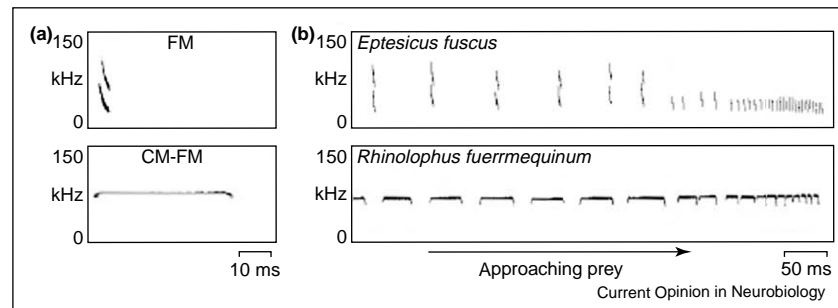 (a)
150
FM
kHz
0
150
CM-FM
kHz
0
10 ms
(b)
150
Eptesicus fuscus
kHz
0
150
Rhinolophus fuerrmequinum
kHz
0
Approaching prey
50 ms
Current Opinion in Neurobiology